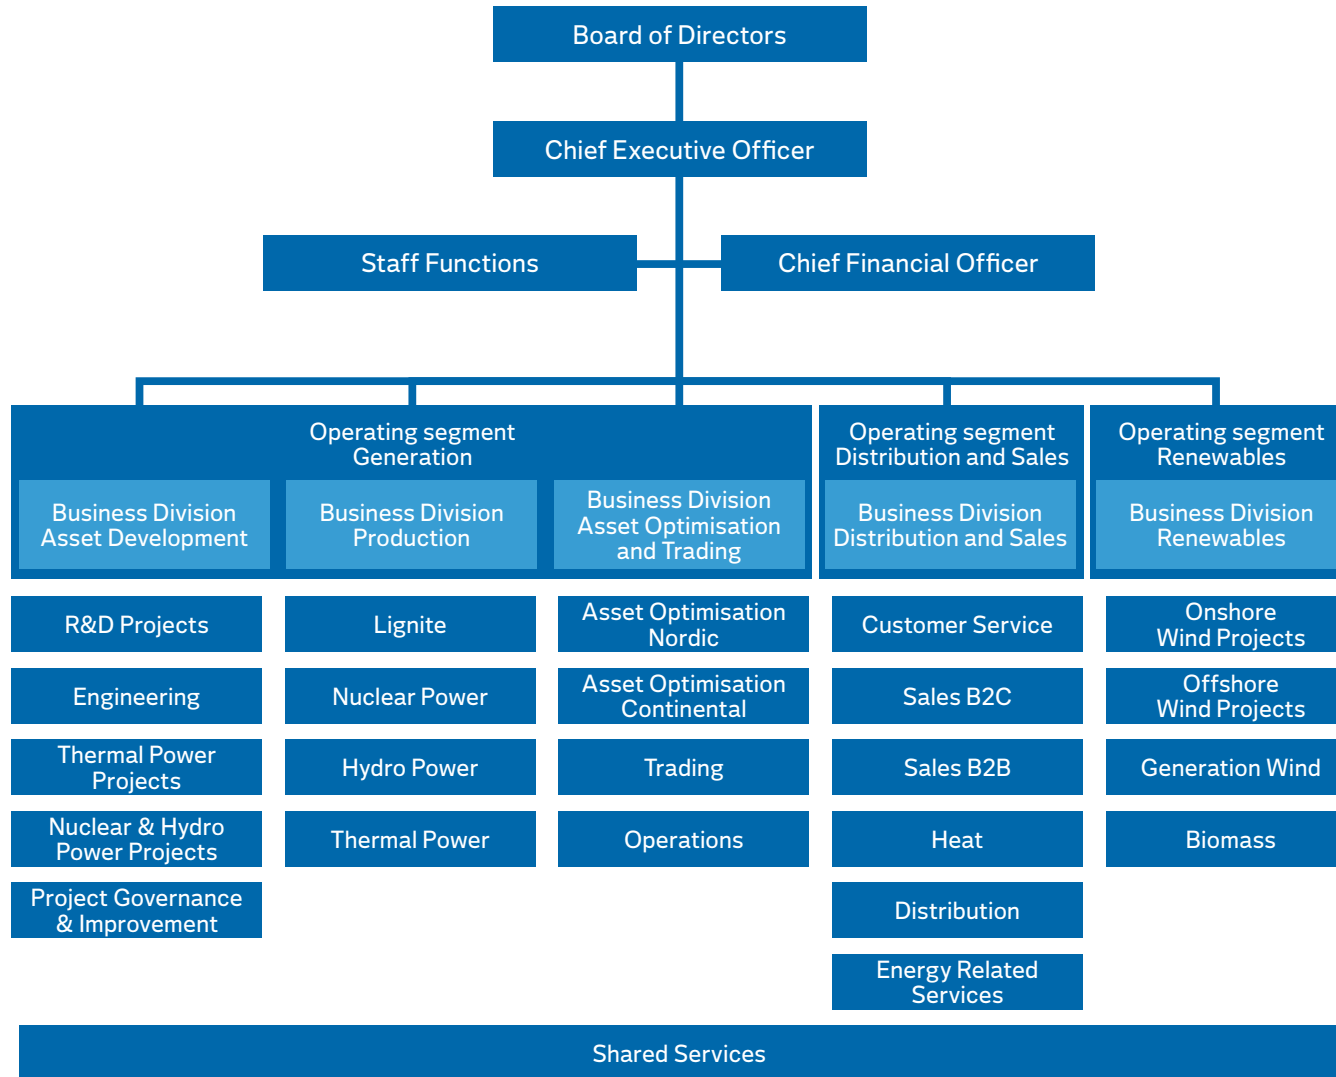 Board of Directors
Chief Executive Officer
Staff Functions
Chief Financial Officer
Operating segment
Generation
Business Division
Asset Development
Business Division
Production
Business Division
Asset Optimisation
and Trading
Operating segment
Distribution and Sales
Business Division
Distribution and Sales
Operating segment
Renewables
Business Division
Renewables
R&D Projects
Engineering
Thermal Power
Projects
Nuclear & Hydro
Power Projects
Project Governance
& Improvement
Lignite
Nuclear Power
Hydro Power
Thermal Power
Asset Optimisation
Nordic
Asset Optimisation
Continental
Trading
Operations
Customer Service
Sales B2C
Sales B2B
Heat
Distribution
Energy Related
Services
Onshore
Wind Projects
Offshore
Wind Projects
Generation Wind
Biomass
Shared Services